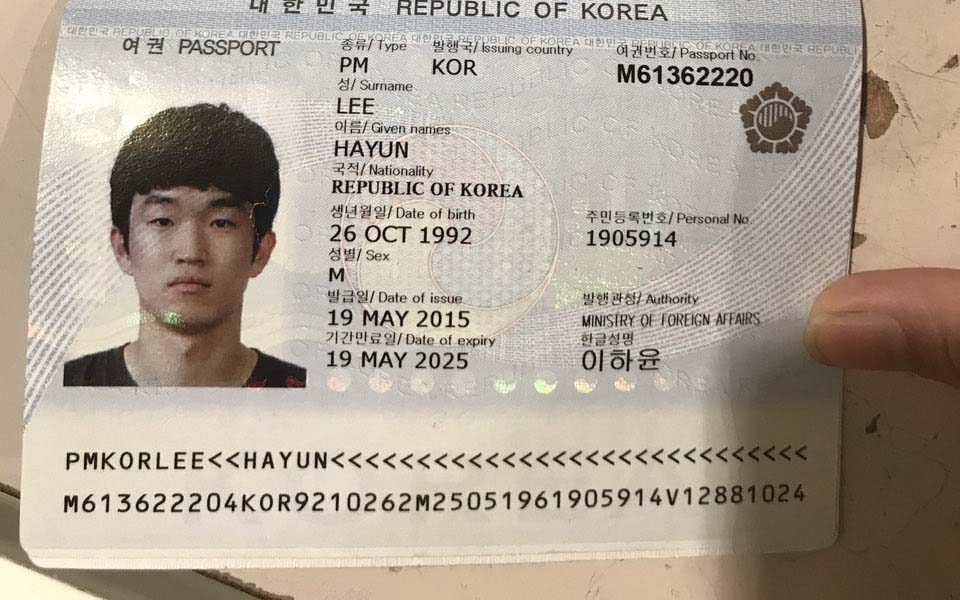 대한민국 REPUBLIC OF KOREA
여권 PASSPORT
종류/Type 발행국/Issuing country 여권번호/Passport No.
PM KOR M61362220
성/Surname
LEE
이름/Given names
HAYUN
국적/Nationality
REPUBLIC OF KOREA
생년월일/Date of birth 주민등록번호/Personal No.
26 OCT 1992 1905914
성별/Sex
M
발급일/Date of issue 발행관청/Authority
19 MAY 2015 MINISTRY OF FOREIGN AFFAIRS
기간만료일/Date of expiry 한글성명
19 MAY 2025 이하윤
PMKORLEE<<HAYUN<<<<<<<<<<<<<<<<<<<<<<<<<<<<<
M613622204KOR9210262M25051961905914V12881024